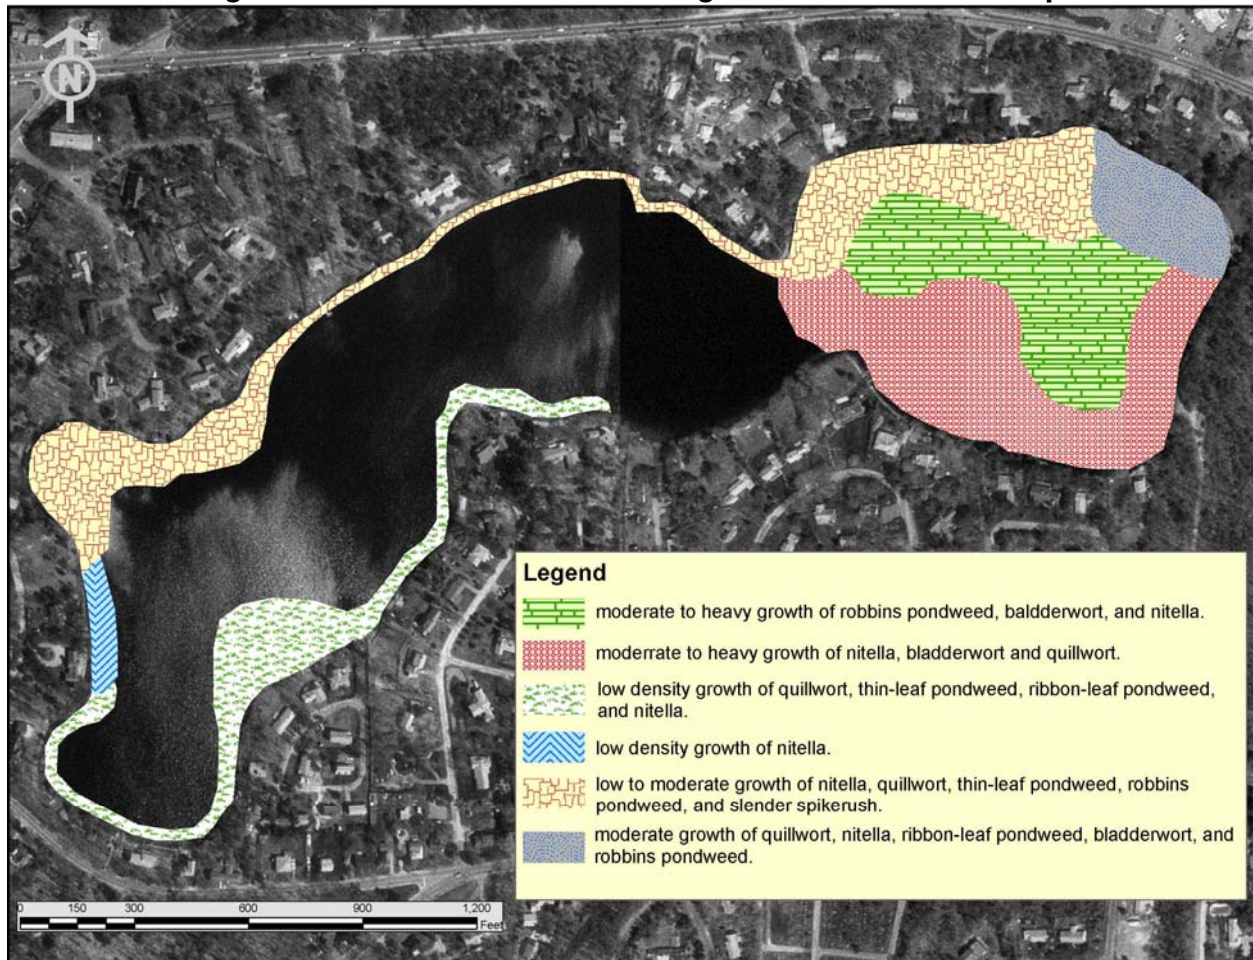 N
Legend
moderate to heavy growth of robbins pondweed, baldderwort, and nitella.
moderrate to heavy growth of nitella, bladderwort and quillwort.
low density growth of quillwort, thin-leaf pondweed, ribbon-leaf pondweed,
and nitella.
low density growth of nitella.
low to moderate growth of nitella, quillwort, thin-leaf pondweed, robbins
pondweed, and slender spikerush.
moderate growth of quillwort, nitella, ribbon-leaf pondweed, bladderwort, and
robbins pondweed.
0 150 300 600 900 1,200
Feet